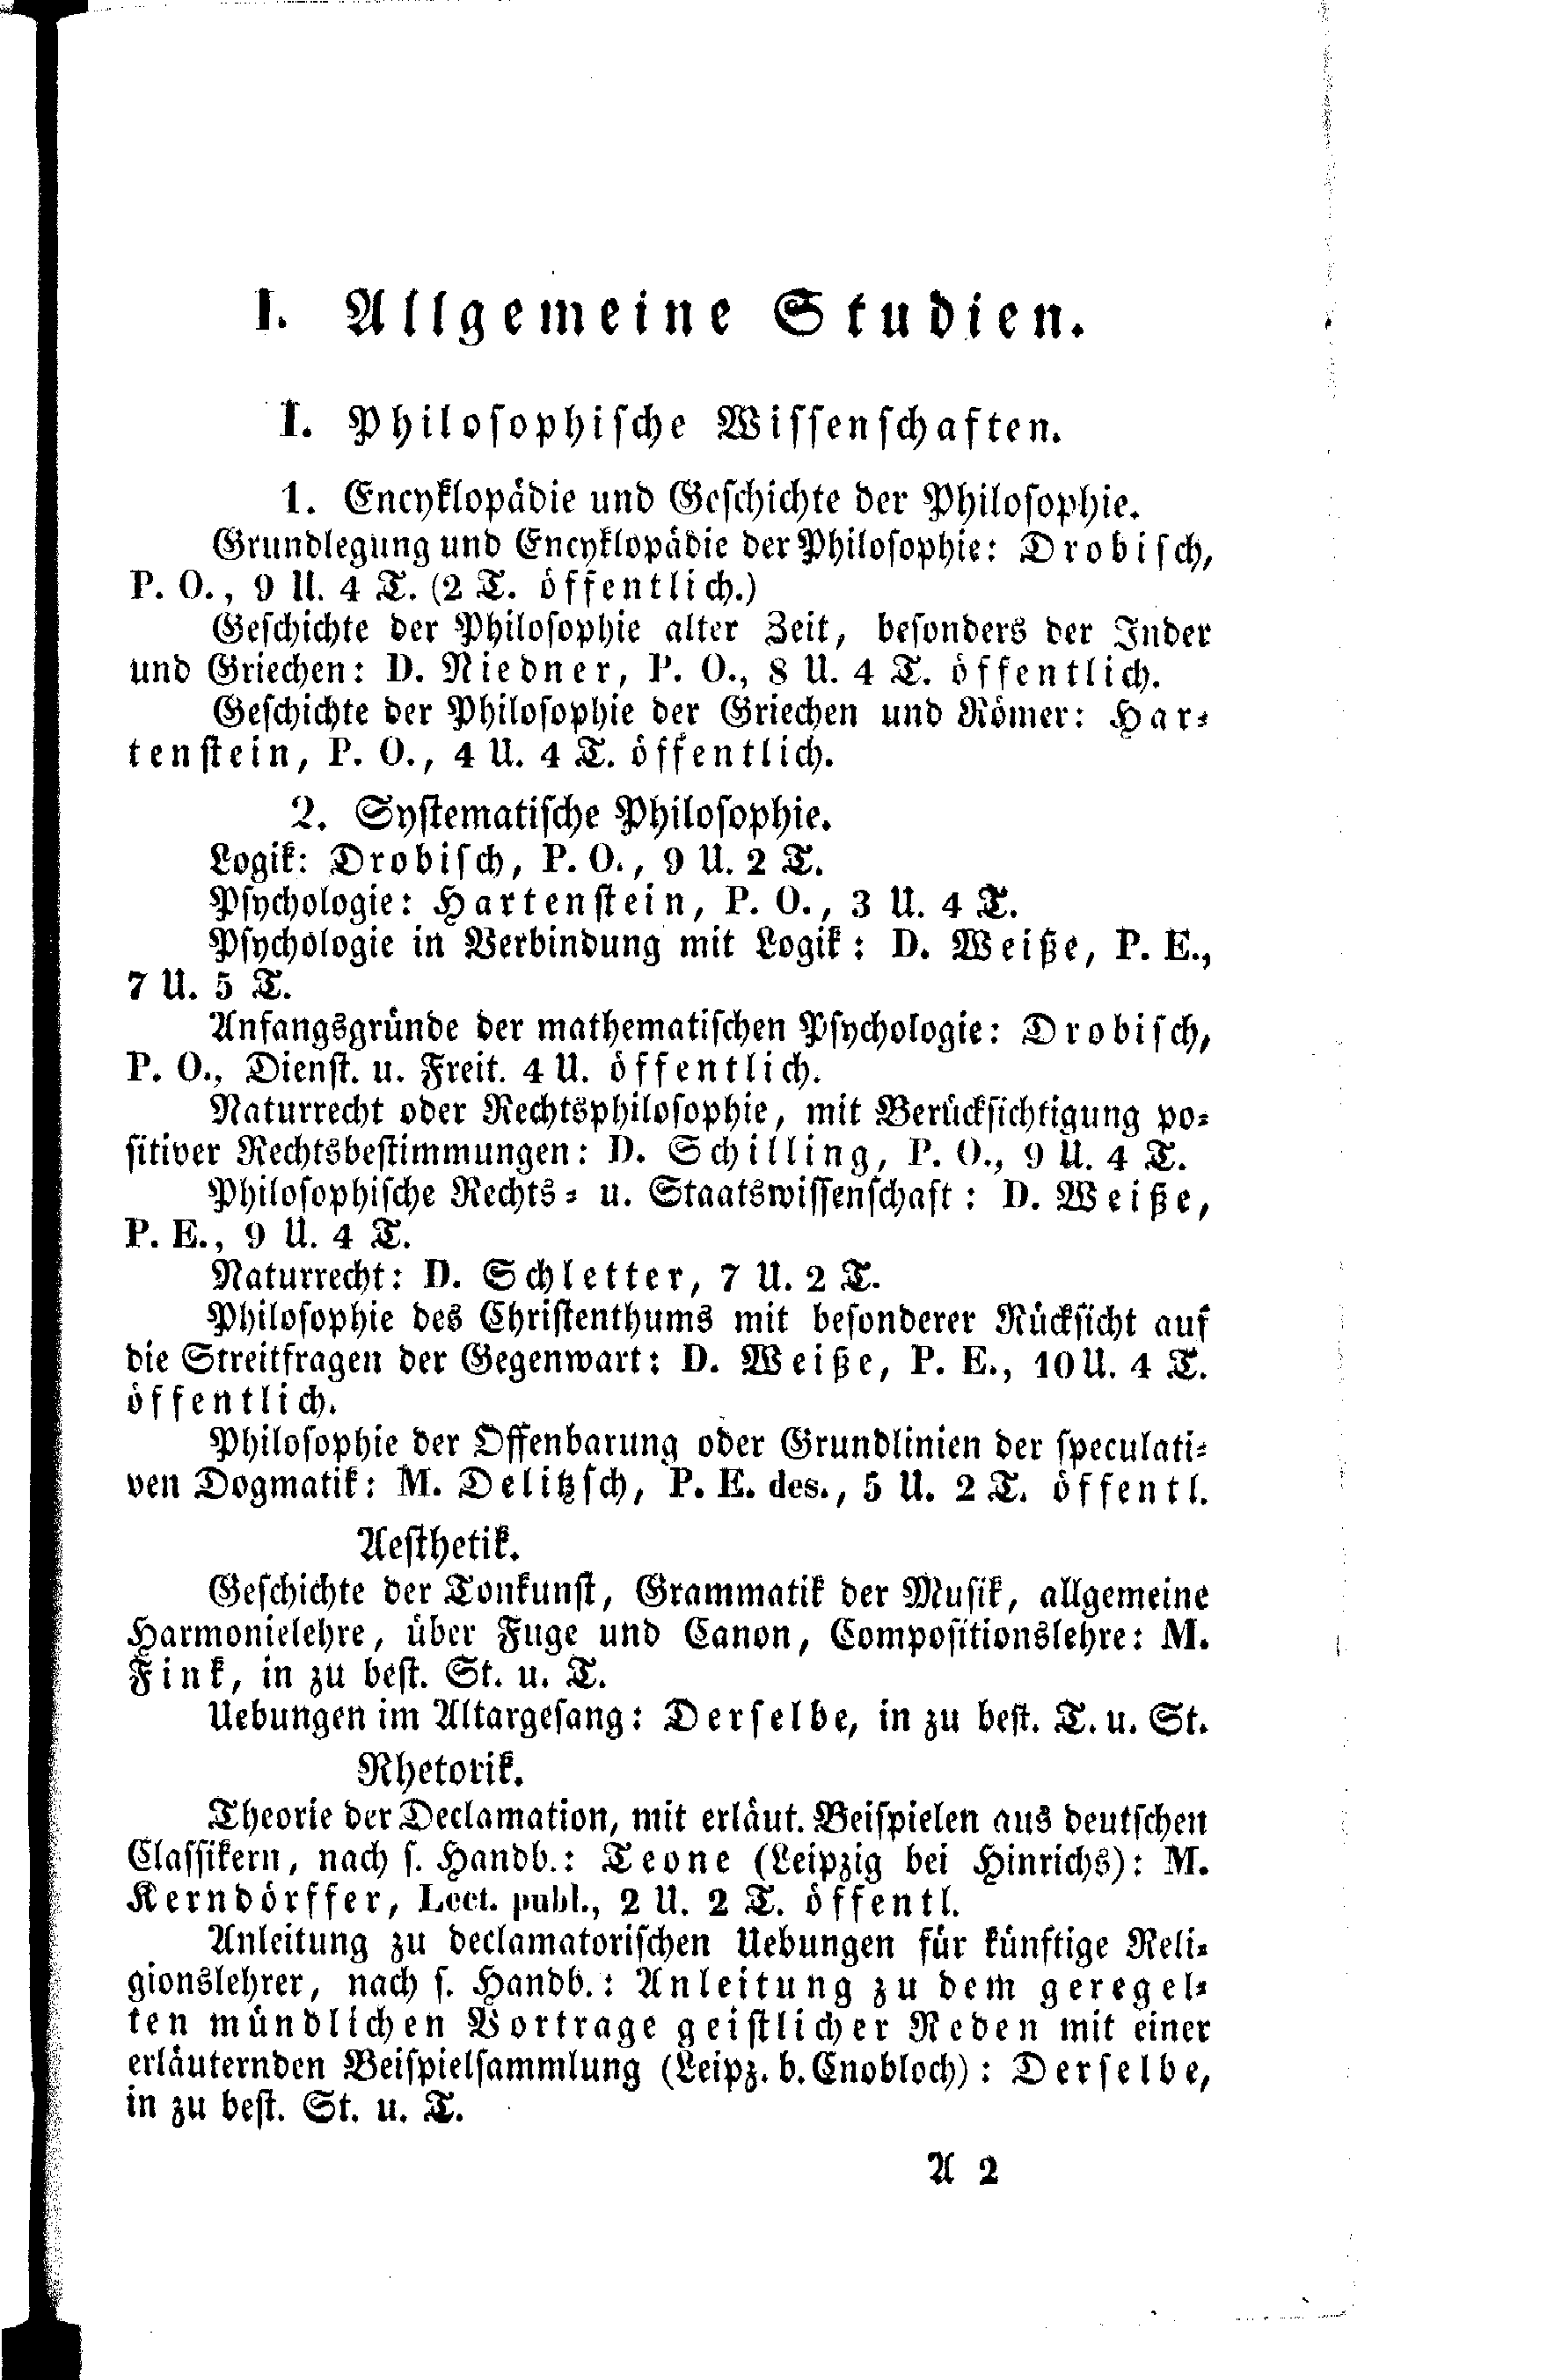 I. Allgemeine Studien.
I. Philosophische Wissenschaften.
1. Encyklopädie und Geschichte der Philosophie.
Grundlegung und Encyklopädie der Philosophie: Drobisch,
P. O., 9 U. 4 T. (2 T. öffentlich.)
Geschichte der Philosophie alter Zeit, besonders der Inder
und Griechen: D. Niedner, P. O., 8 U. 4 T. öffentlich.
Geschichte der Philosophie der Griechen und Römer: Har-
tenstein, P. O., 4 U. 4 T. öffentlich.
2. Systematische Philosophie.
Logik: Drobisch, P. O., 9 U. 2 T.
Psychologie: Hartenstein, P. O., 3 U. 4 T.
Psychologie in Verbindung mit Logik: D. Weiße, P. E.,
7 U. 5 T.
Anfangsgründe der mathematischen Psychologie: Drobisch,
P. O., Dienst. u. Freit. 4 U. öffentlich.
Naturrecht oder Rechtsphilosophie, mit Berücksichtigung po-
sitiver Rechtsbestimmungen: D. Schilling, P. O., 9 U. 4 T.
Philosophische Rechts- u. Staatswissenschaft: D. Weiße,
P. E., 9 U. 4 T.
Naturrecht: D. Schletter, 7 U. 2 T.
Philosophie des Christenthums mit besonderer Rücksicht auf
die Streitfragen der Gegenwart: D. Weiße, P. E., 10 U. 4 T.
öffentlich.
Philosophie der Offenbarung oder Grundlinien der speculati-
ven Dogmatik: M. Delitzsch, P. E. des., 5 U. 2 T. öffentl.
Aesthetik.
Geschichte der Tonkunst, Grammatik der Musik, allgemeine
Harmonielehre, über Fuge und Canon, Compositionslehre: M.
Fink, in zu best. St. u. T.
Uebungen im Altargesang: Derselbe, in zu best. T. u. St.
Rhetorik.
Theorie der Declamation, mit erläut. Beispielen aus deutschen
Classikern, nach s. Handb.: Teone (Leipzig bei Hinrichs): M.
Kerndörffer, Lect. publ., 2 U. 2 T. öffentl.
Anleitung zu declamatorischen Uebungen für künftige Reli-
gionslehrer, nach s. Handb.: Anleitung zu dem geregel-
ten mündlichen Vortrage geistlicher Reden mit einer
erläuternden Beispielsammlung (Leipz. b. Cnobloch): Derselbe,
in zu best. St. u. T.
A 2